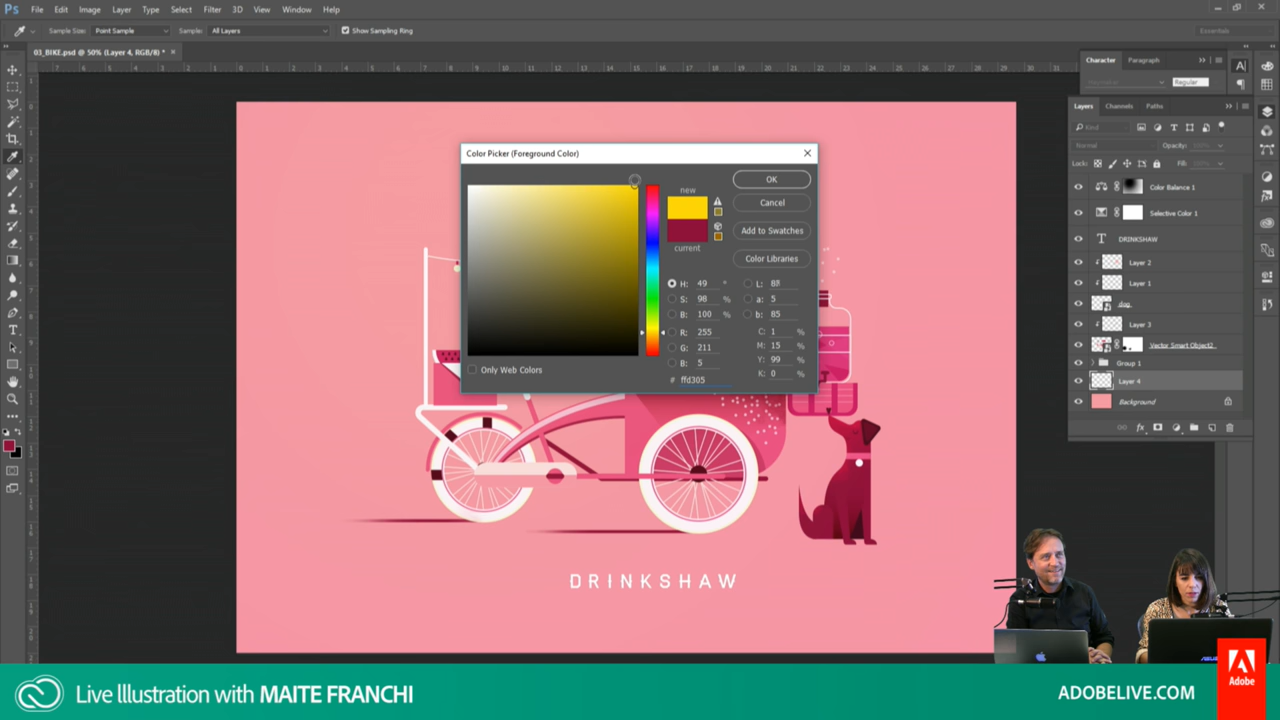 Ps File Edit Image Layer Type Select Filter 3D View Window Help
Sample Size: Point Sample Sample: All Layers Show Sampling Ring Essentials
03_BIKE.psd @ 50% (Layer 4, RGB/8) * ×
Character Paragraph
Regular
Layers Channels Paths
Kind
Normal Opacity:
Lock: Fill:
Color Balance 1
Selective Color 1
DRINKSHAW
Layer 2
Layer 1
dog
Layer 3
Vector Smart Object2
Group 1
Layer 4
Background
Color Picker (Foreground Color)
new
current
OK
Cancel
Add to Swatches
Color Libraries
H: 49 °
S: 98 %
B: 100 %
R: 255
G: 211
B: 5
# ffd305
L: 85
a: 5
b: 85
C: 1 %
M: 15 %
Y: 99 %
K: 0 %
Only Web Colors
DRINKSHAW
Live Illustration with MAITE FRANCHI
ADOBELIVE.COM
Adobe